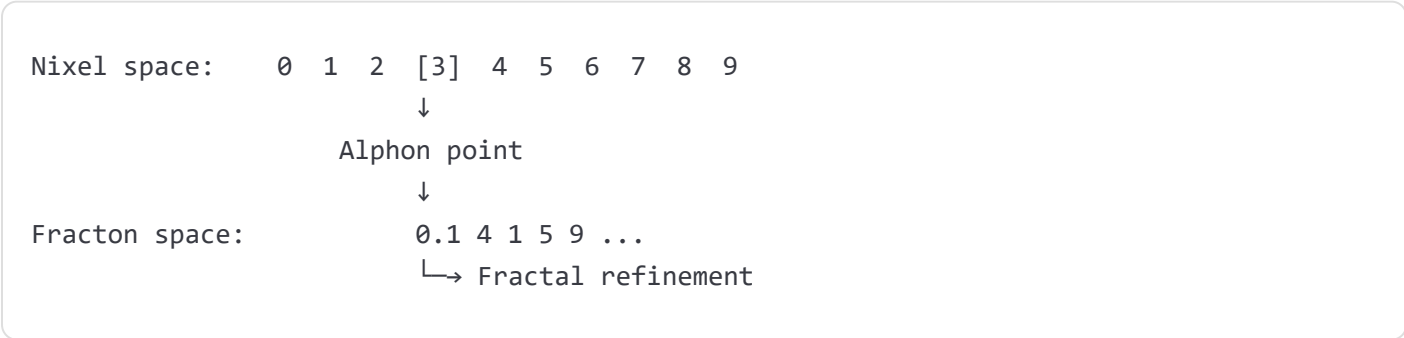 Nixel space:    0  1  2  [3]  4  5  6  7  8  9
↓
Alphon point
↓
Fracton space:           0.1 4 1 5 9 ...
└─→ Fractal refinement